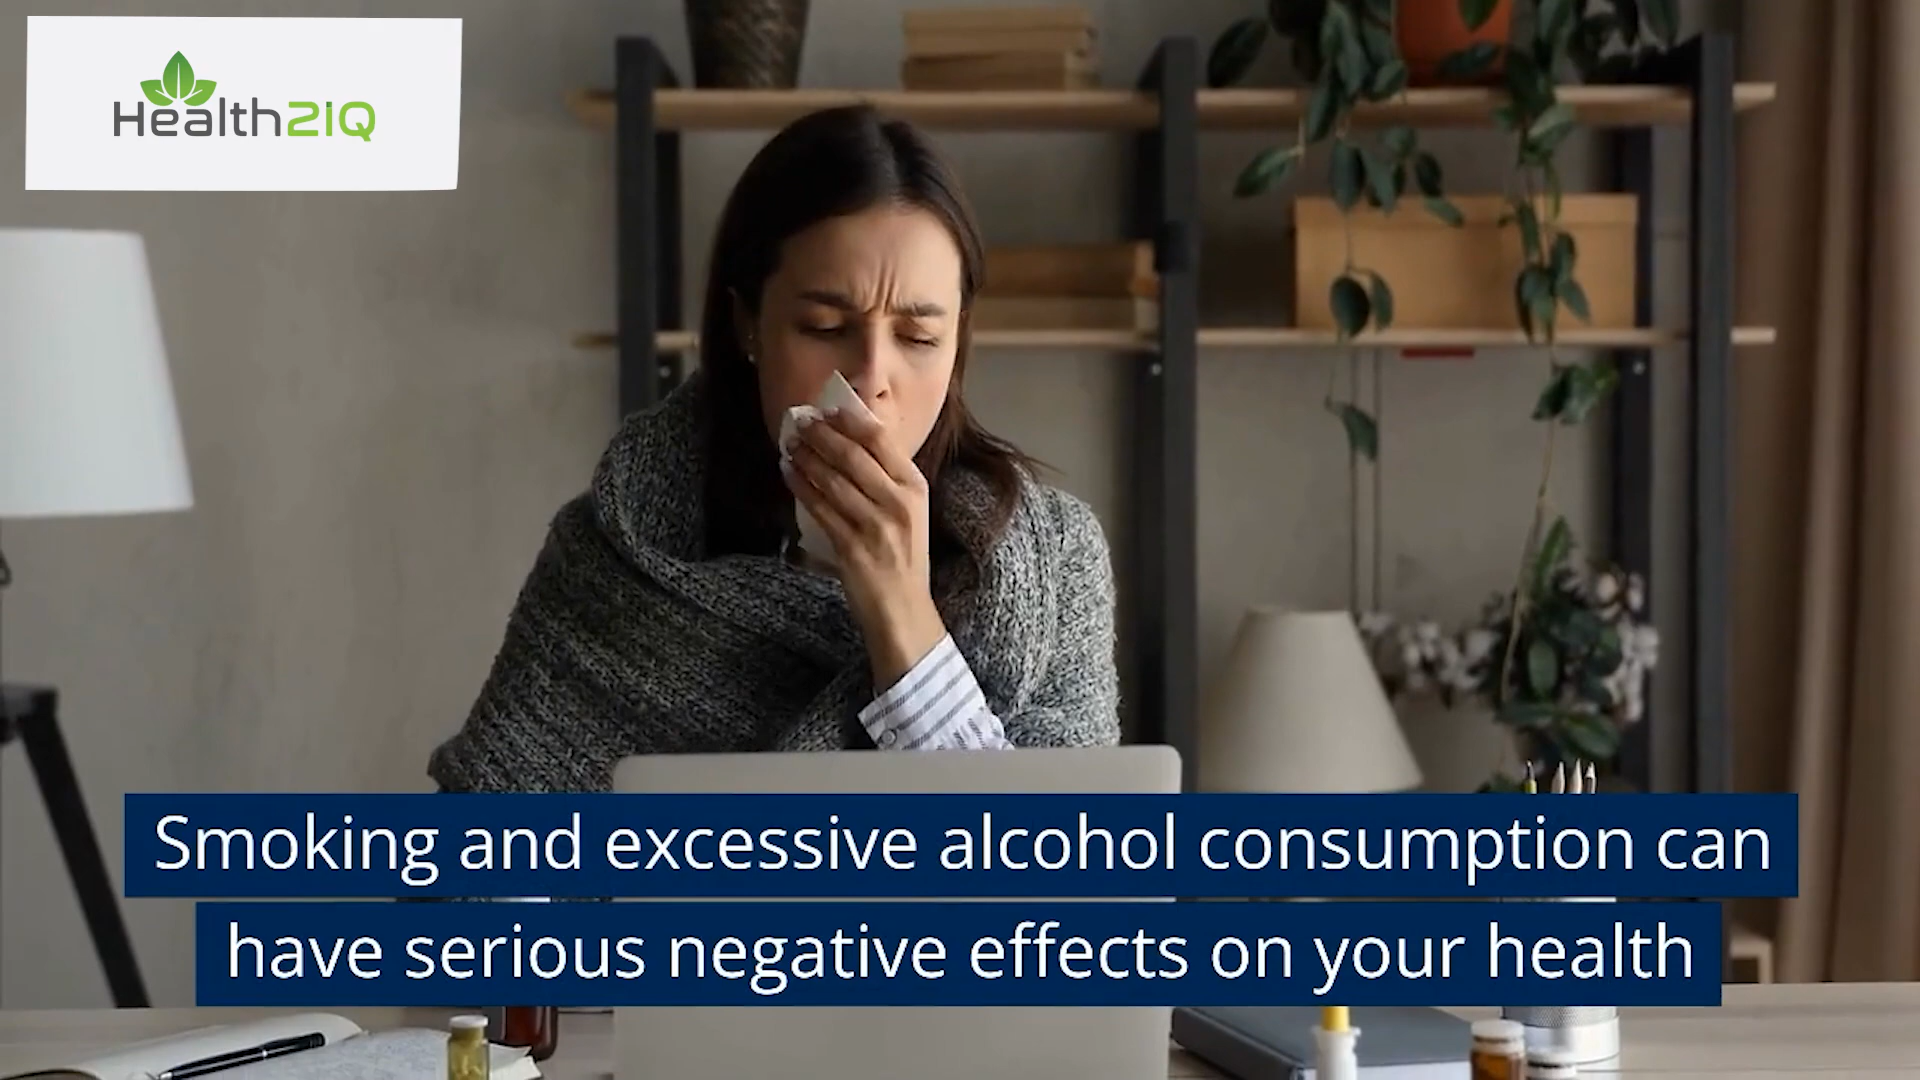 Health2iQ
Smoking and excessive alcohol consumption can
have serious negative effects on your health